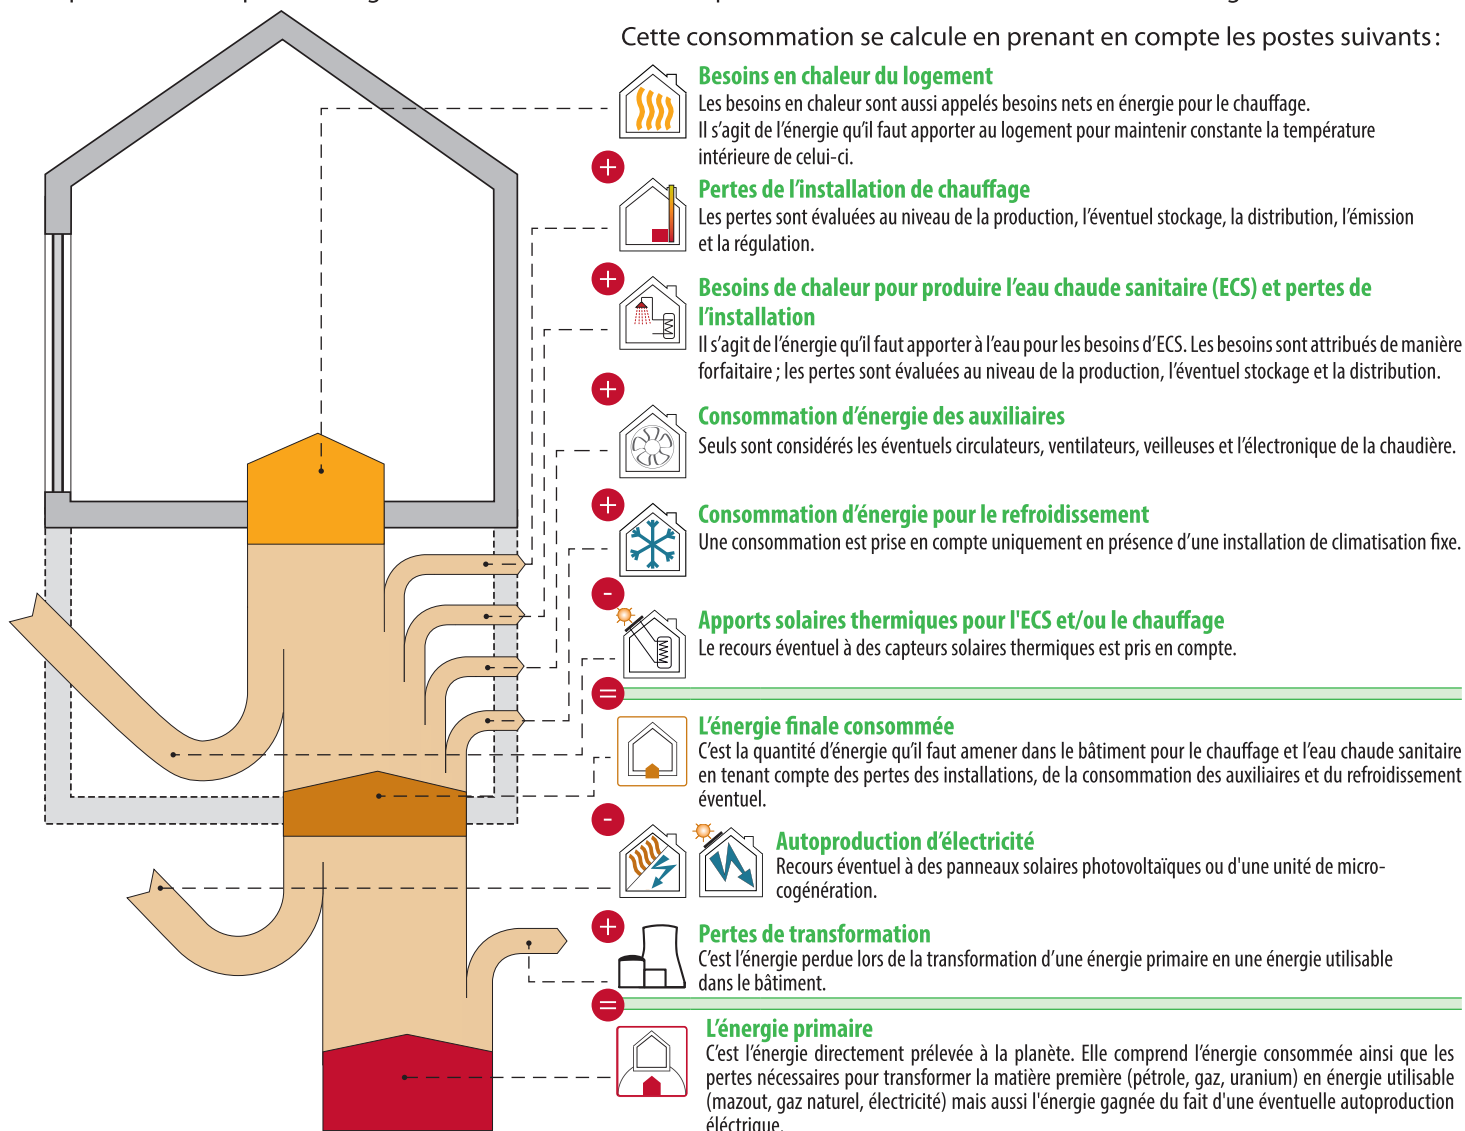 Cette consommation se calcule en prenant en compte les postes suivants :
Besoins en chaleur du logement
Les besoins en chaleur sont aussi appelés besoins nets en énergie pour le chauffage.
Il s'agit de l'énergie qu'il faut apporter au logement pour maintenir constante la température
intérieure de celui-ci.
+
Pertes de l'installation de chauffage
Les pertes sont évaluées au niveau de la production, l'éventuel stockage, la distribution, l'émission
et la régulation.
+
Besoins de chaleur pour produire l'eau chaude sanitaire (ECS) et pertes de
l'installation
Il s'agit de l'énergie qu'il faut apporter à l'eau pour les besoins d'ECS. Les besoins sont attribués de manière
forfaitaire ; les pertes sont évaluées au niveau de la production, l'éventuel stockage et la distribution.
+
Consommation d'énergie des auxiliaires
Seuls sont considérés les éventuels circulateurs, ventilateurs, veilleuses et l'électronique de la chaudière.
+
Consommation d'énergie pour le refroidissement
Une consommation est prise en compte uniquement en présence d'une installation de climatisation fixe.
-
Apports solaires thermiques pour l'ECS et/ou le chauffage
Le recours éventuel à des capteurs solaires thermiques est pris en compte.
=
L'énergie finale consommée
C'est la quantité d'énergie qu'il faut amener dans le bâtiment pour le chauffage et l'eau chaude sanitaire
en tenant compte des pertes des installations, de la consommation des auxiliaires et du refroidissement
éventuel.
-
Autoproduction d'électricité
Recours éventuel à des panneaux solaires photovoltaïques ou d'une unité de micro-
cogénération.
+
Pertes de transformation
C'est l'énergie perdue lors de la transformation d'une énergie primaire en une énergie utilisable
dans le bâtiment.
=
L'énergie primaire
C'est l'énergie directement prélevée à la planète. Elle comprend l'énergie consommée ainsi que les
pertes nécessaires pour transformer la matière première (pétrole, gaz, uranium) en énergie utilisable
(mazout, gaz naturel, électricité) mais aussi l'énergie gagnée du fait d'une éventuelle autoproduction
éléctrique.